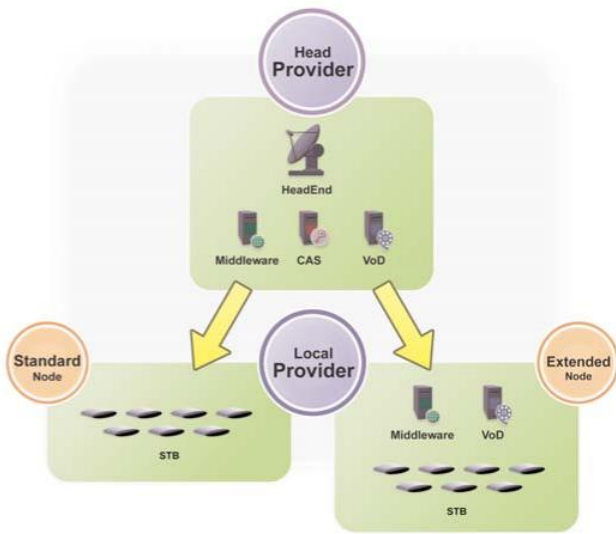 Head
Provider
HeadEnd
Middleware CAS VoD
Standard
Node
Local
Provider
Extended
Node
STB
Middleware VoD
STB